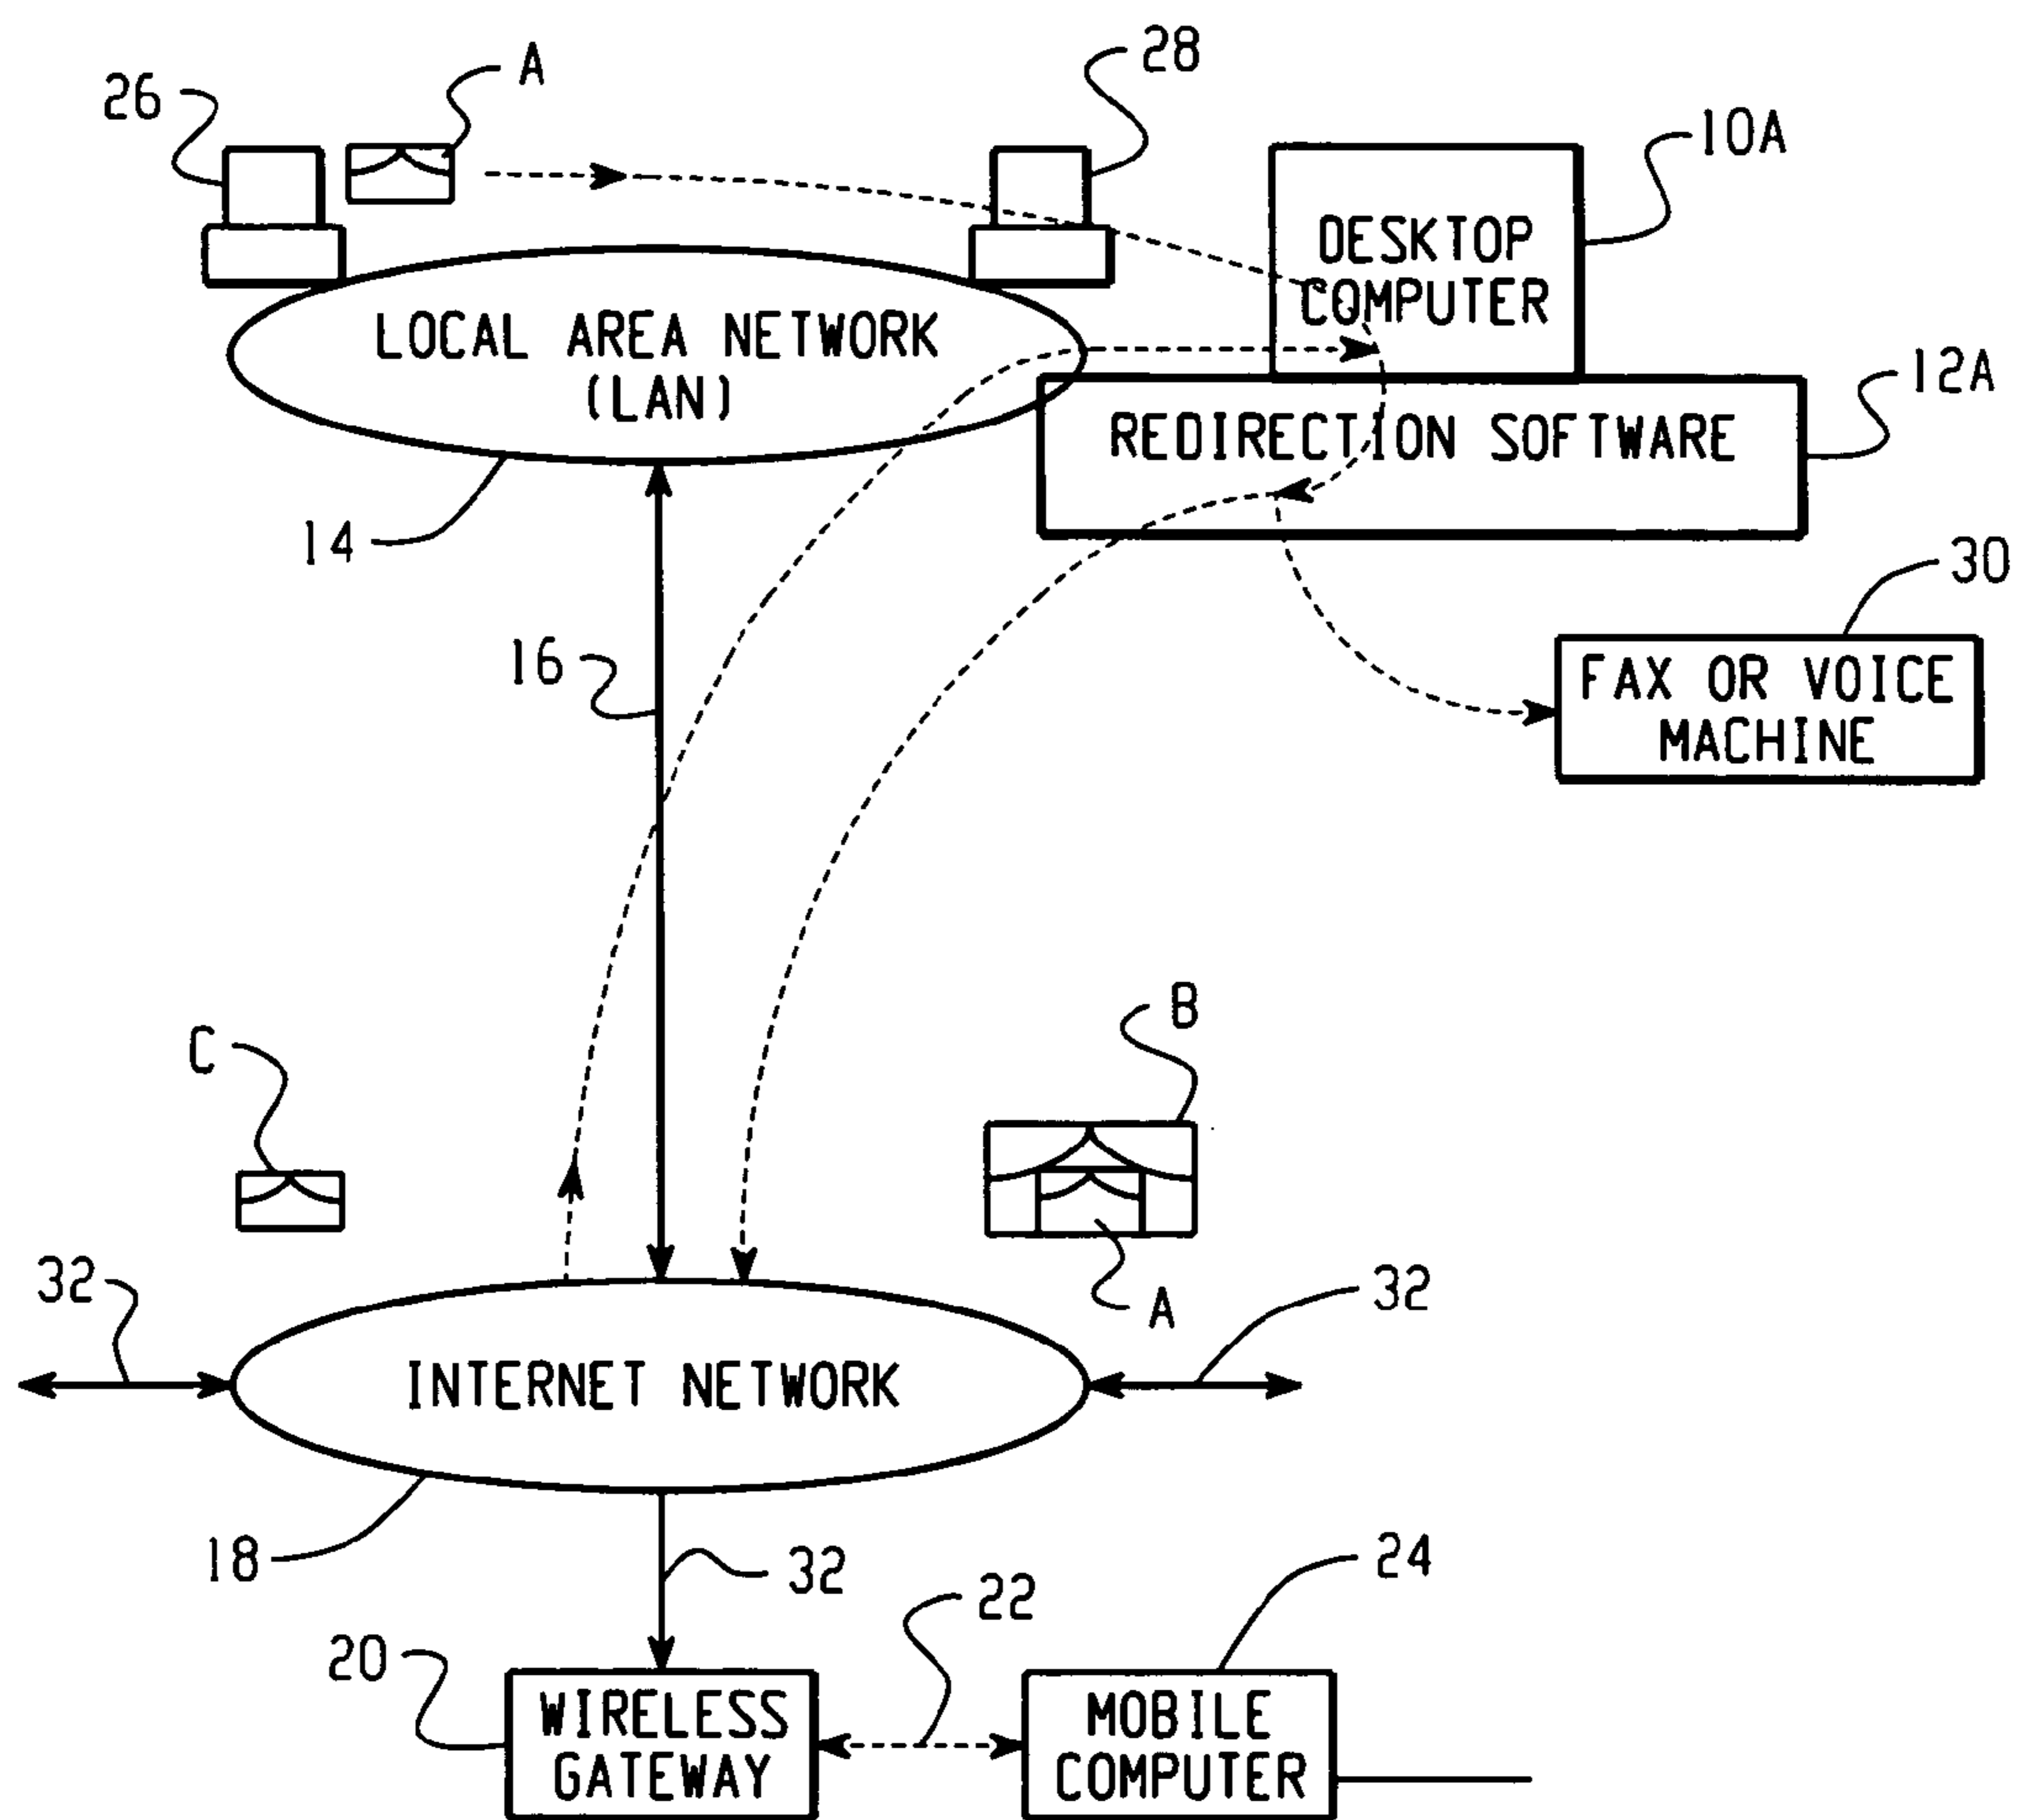 26
A
28
10A
DESKTOP
COMPUTER
LOCAL AREA NETWORK
(LAN)
12A
REDIRECTION SOFTWARE
14
30
16
FAX OR VOICE
MACHINE
B
C
A
32
32
INTERNET NETWORK
18
32
22
24
20
WIRELESS
GATEWAY
MOBILE
COMPUTER